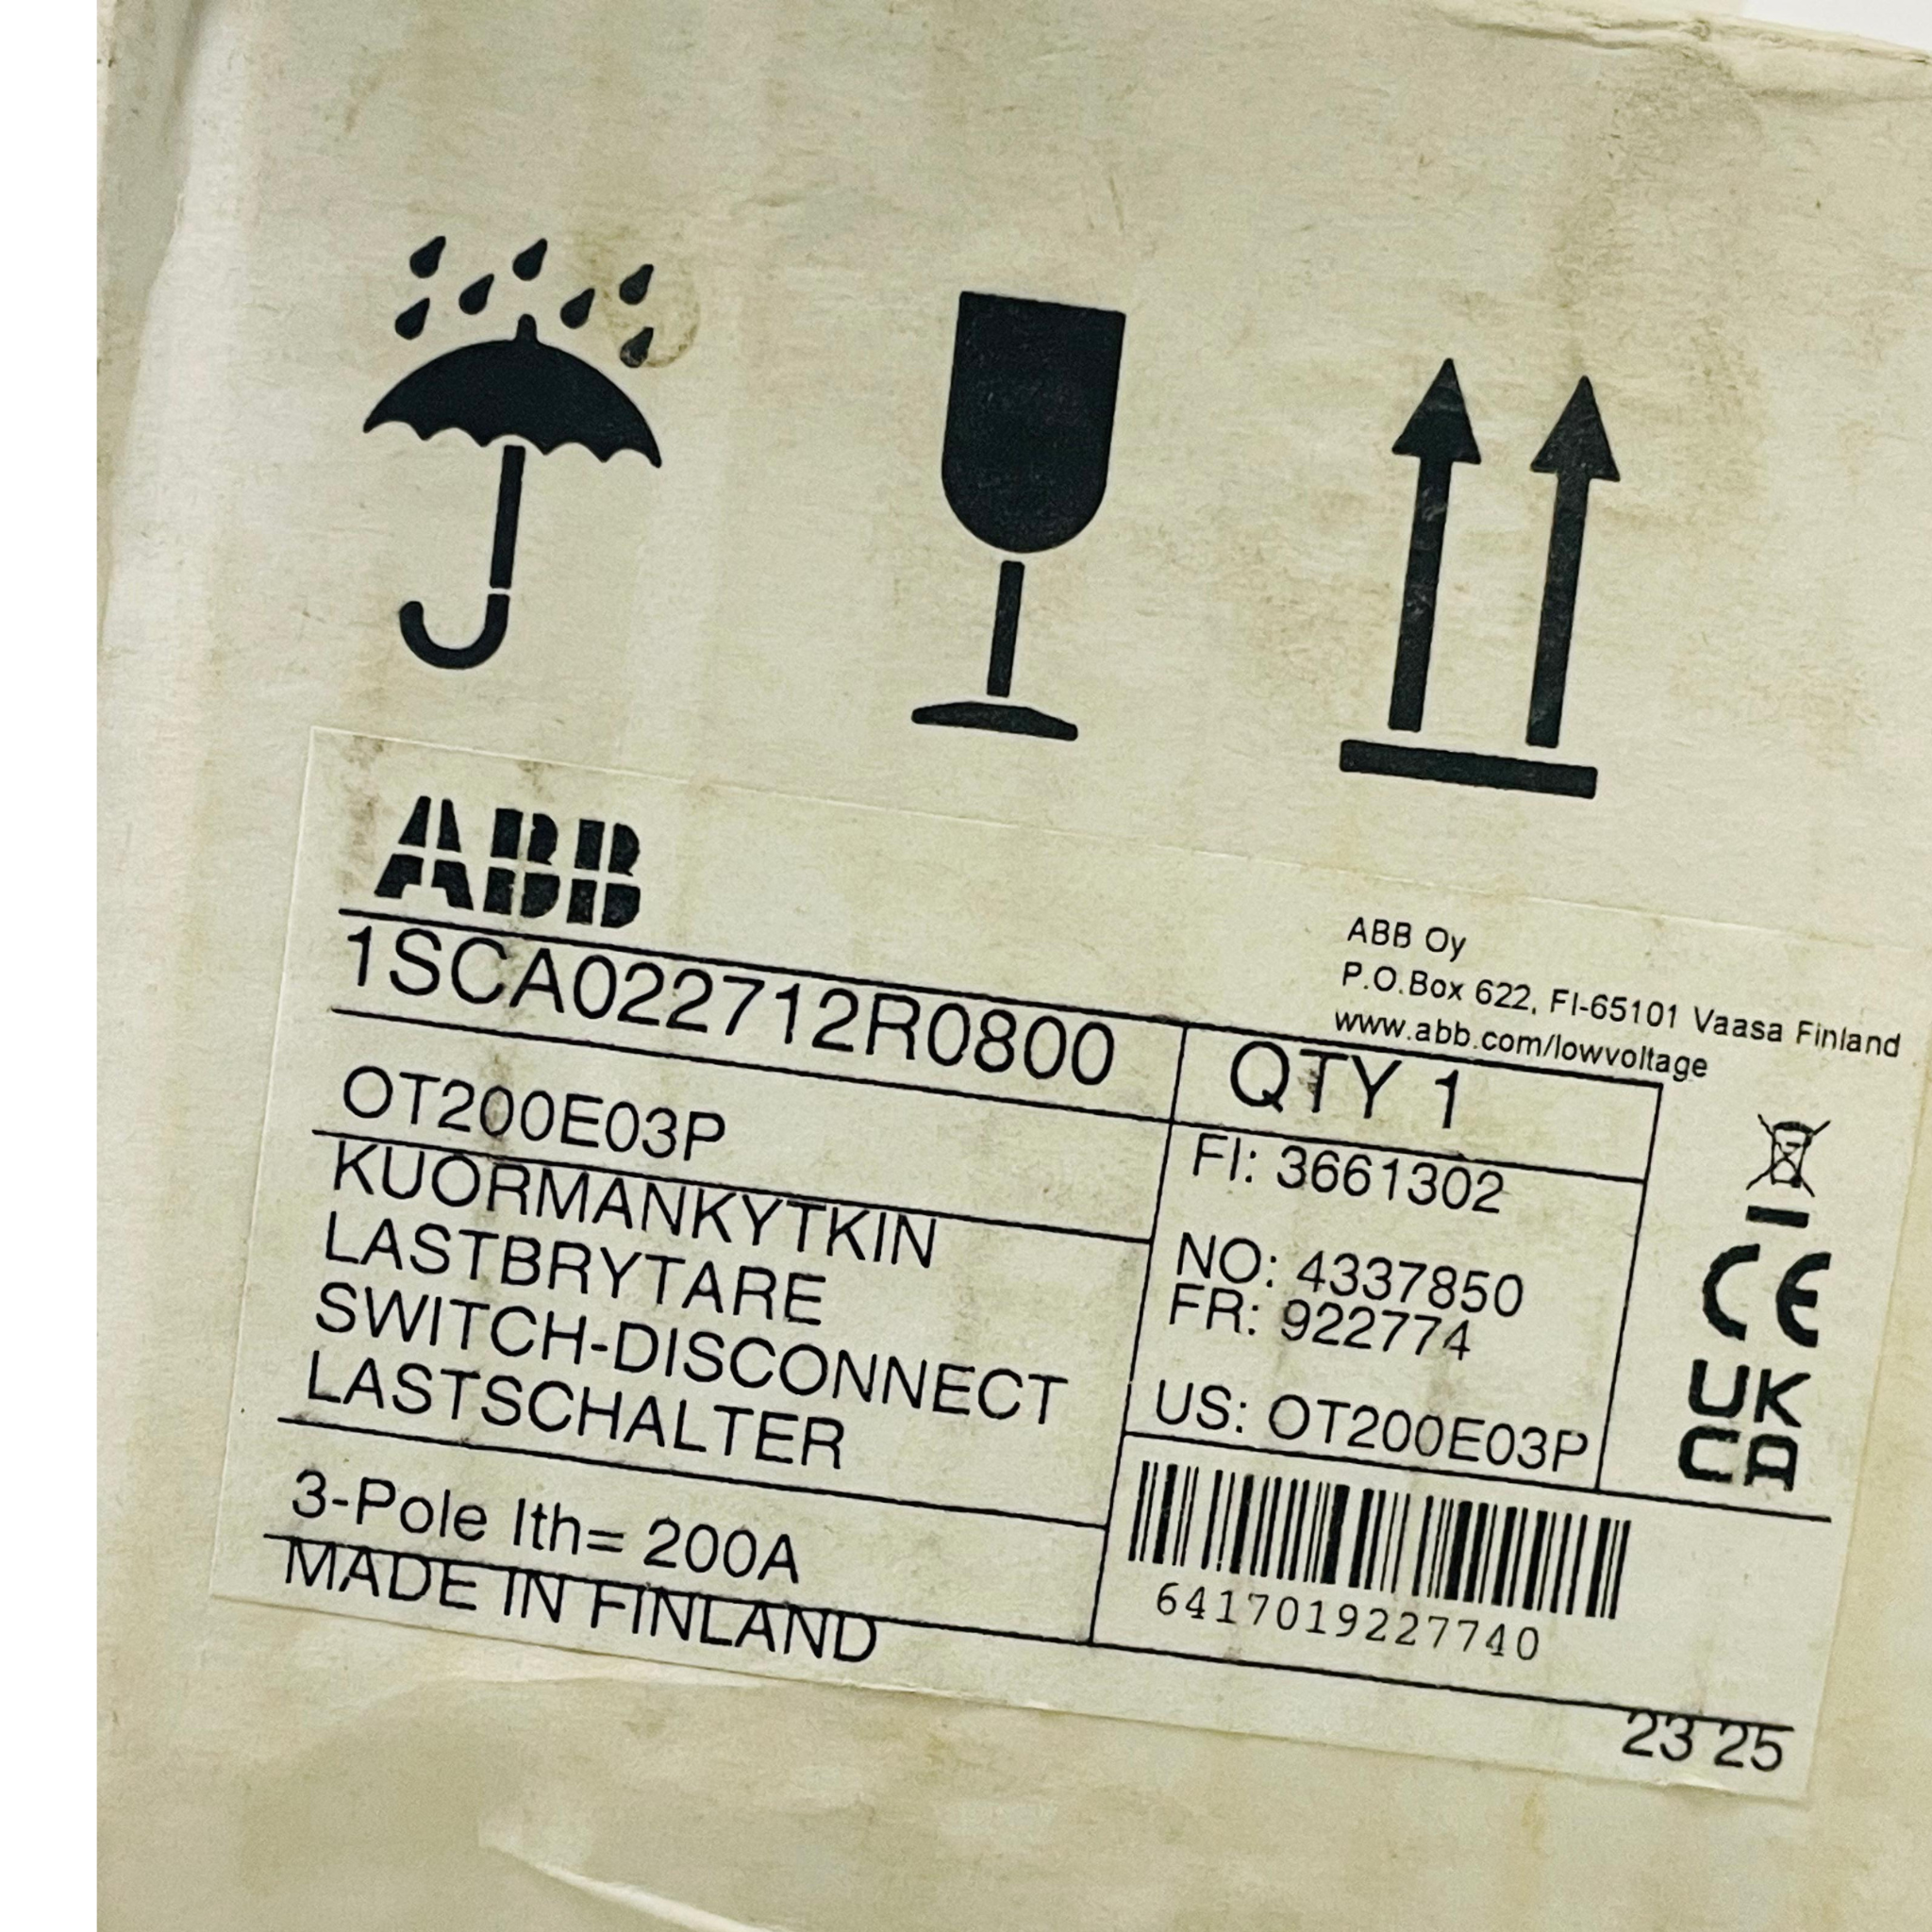 ABB
ABB Oy
P.O.Box 622, FI-65101 Vaasa Finland
www.abb.com/lowvoltage
1SCA022712R0800
QTY 1
OT200E03P
KUORMANKYTKIN
LASTBRYTARE
SWITCH-DISCONNECT
LASTSCHALTER
FI: 3661302
NO: 4337850
FR: 922774
US: OT200E03P
CE
UK
CA
3-Pole Ith= 200A
MADE IN FINLAND
6417019227740
23 25